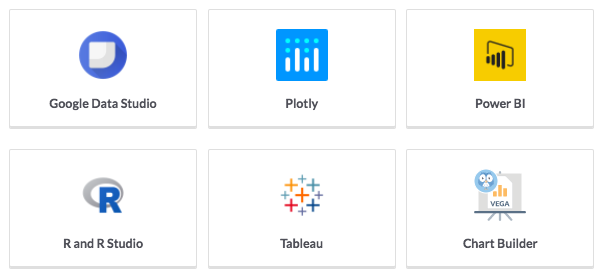 Google Data Studio
Plotly
Power BI
R
VEGA
R and R Studio
Tableau
Chart Builder